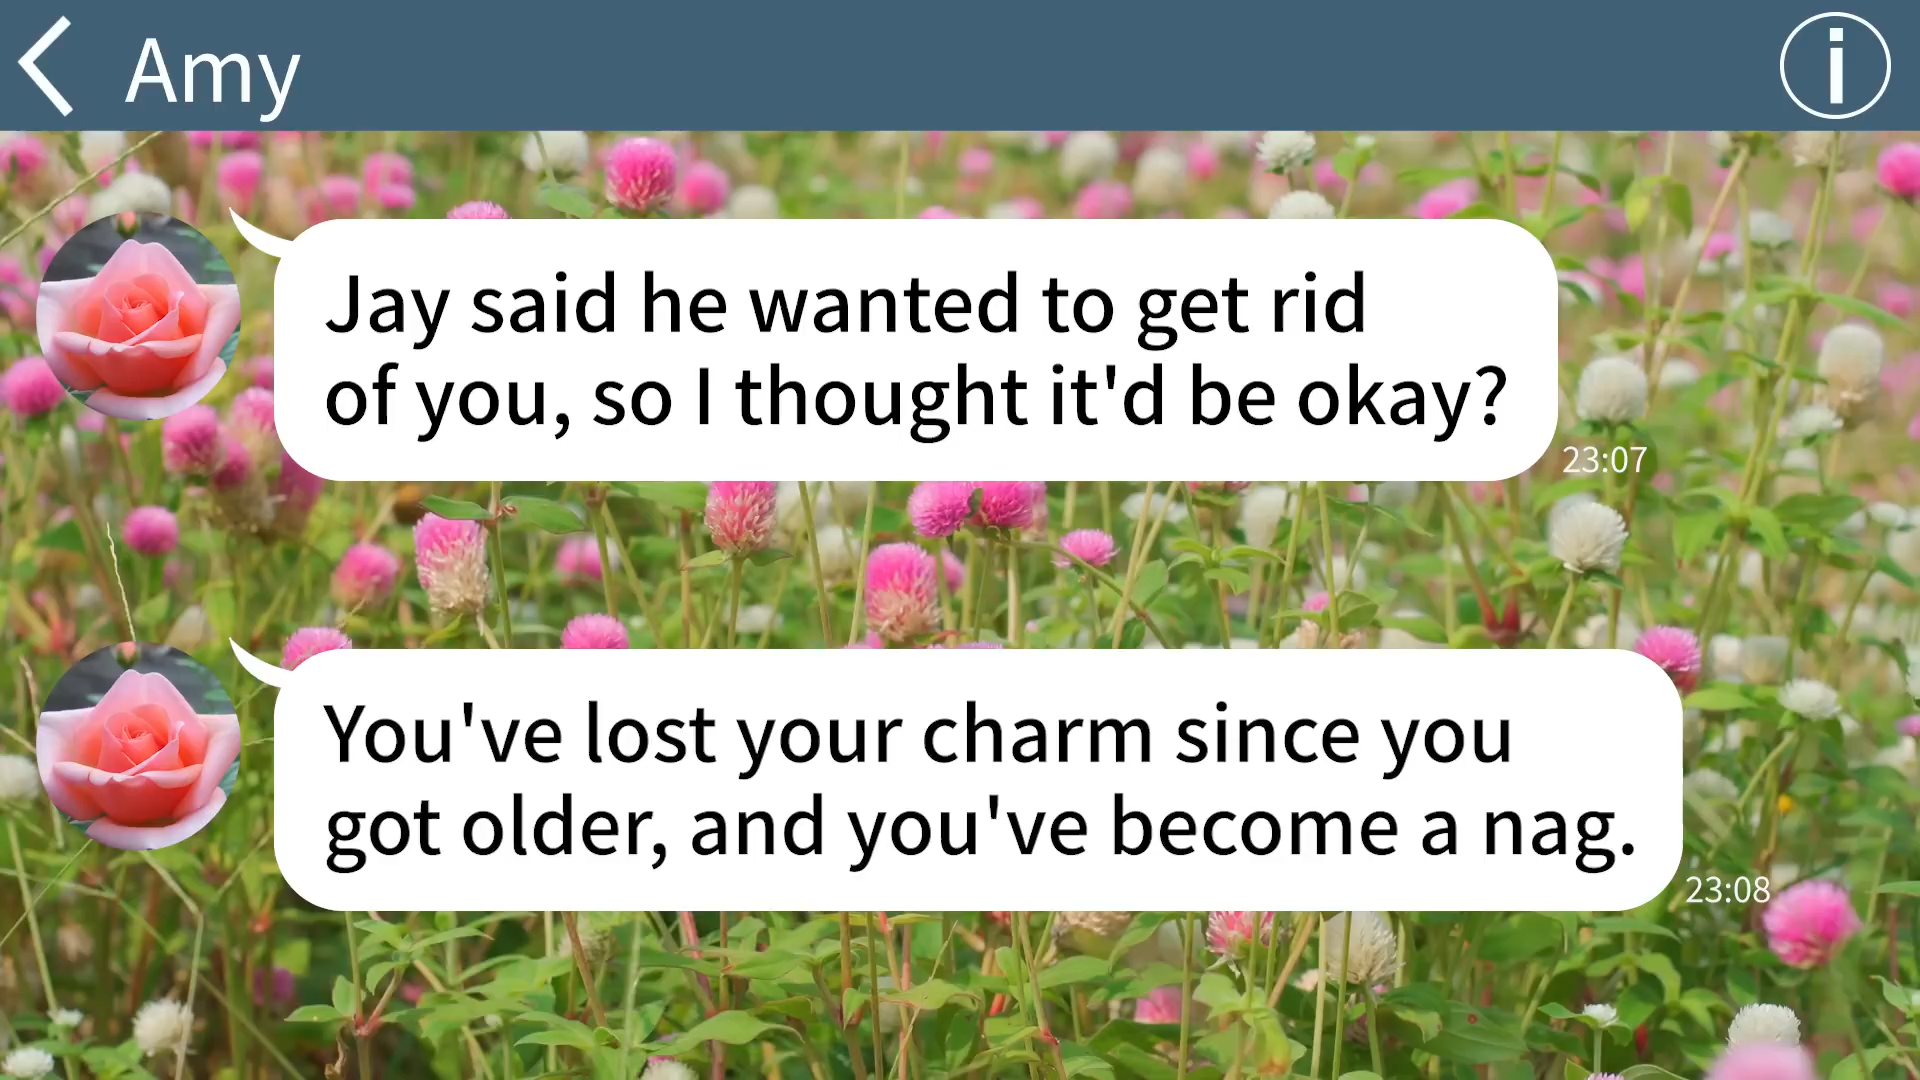 Amy
Jay said he wanted to get rid
of you, so I thought it'd be okay?
23:07
You've lost your charm since you
got older, and you've become a nag.
23:08